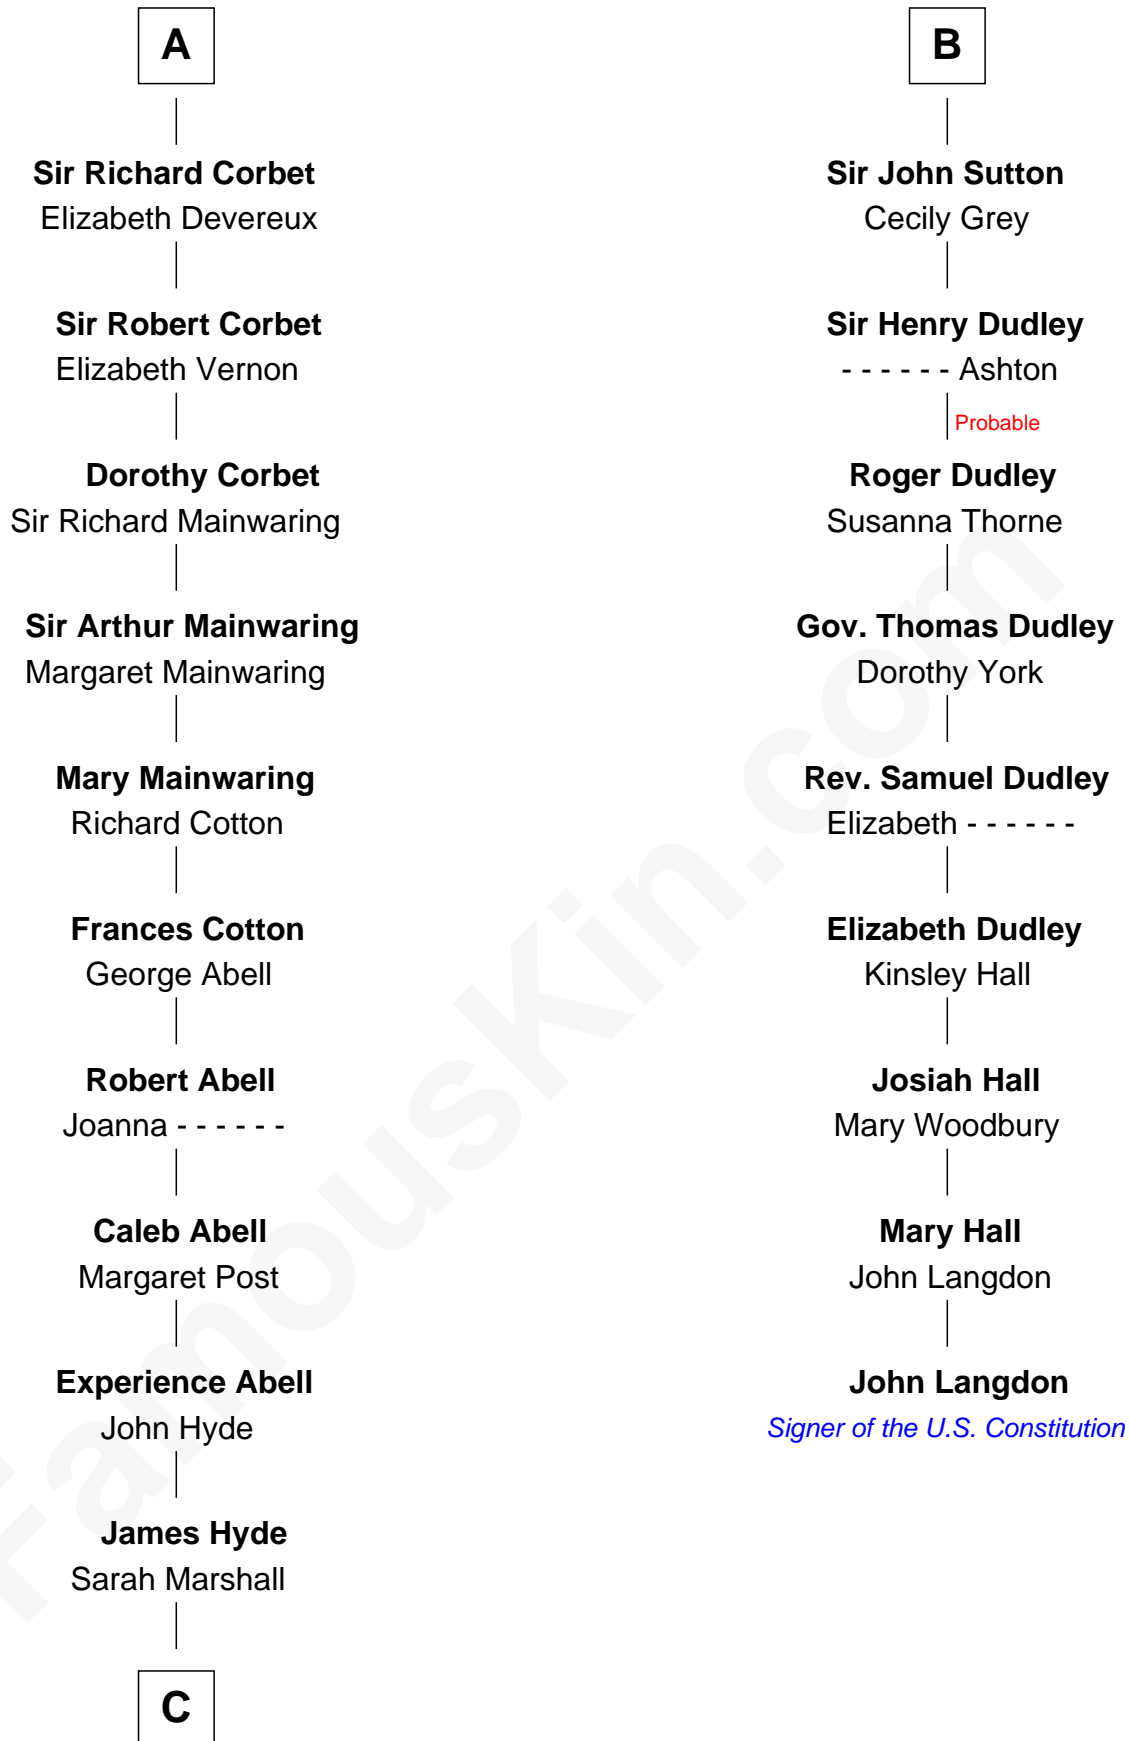 A
Sir Richard Corbet
Elizabeth Devereux
Sir Robert Corbet
Elizabeth Vernon
Dorothy Corbet
Sir Richard Mainwaring
Sir Arthur Mainwaring
Margaret Mainwaring
Mary Mainwaring
Richard Cotton
Frances Cotton
George Abell
Robert Abell
Joanna - - - - - -
Caleb Abell
Margaret Post
Experience Abell
John Hyde
James Hyde
Sarah Marshall
C
B
Sir John Sutton
Cecily Grey
Sir Henry Dudley
- - - - - - Ashton
Probable
Roger Dudley
Susanna Thorne
Gov. Thomas Dudley
Dorothy York
Rev. Samuel Dudley
Elizabeth - - - - - -
Elizabeth Dudley
Kinsley Hall
Josiah Hall
Mary Woodbury
Mary Hall
John Langdon
John Langdon
Signer of the U.S. Constitution
FamousKin.com